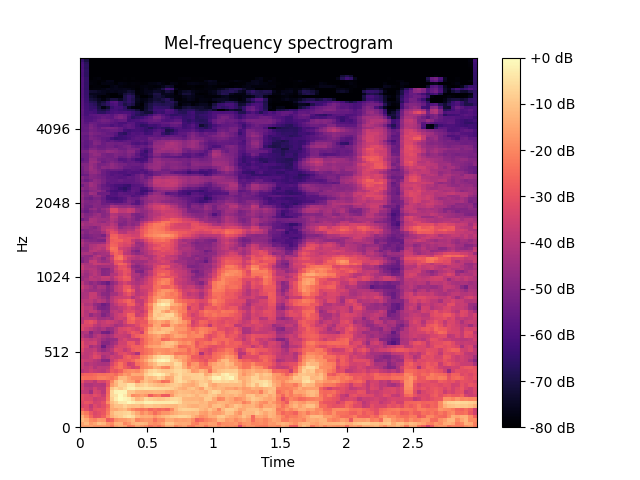 Mel-frequency spectrogram
+0 dB
-10 dB
4096
-20 dB
2048
-30 dB
Hz
-40 dB
1024
-50 dB
-60 dB
512
-70 dB
0
-80 dB
0 0.5 1 1.5 2 2.5
Time